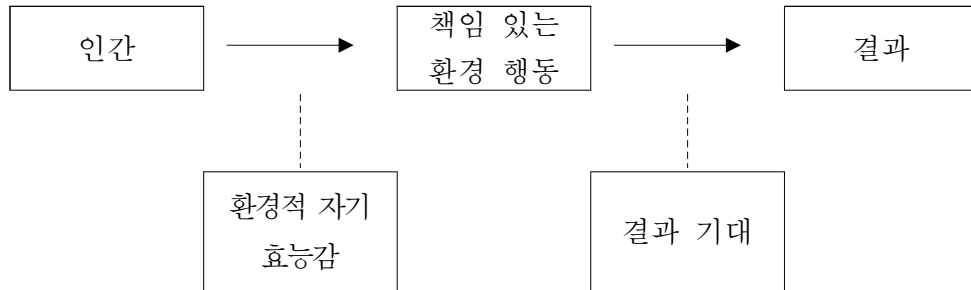 인간
책임 있는
환경 행동
결과
환경적 자기
효능감
결과 기대